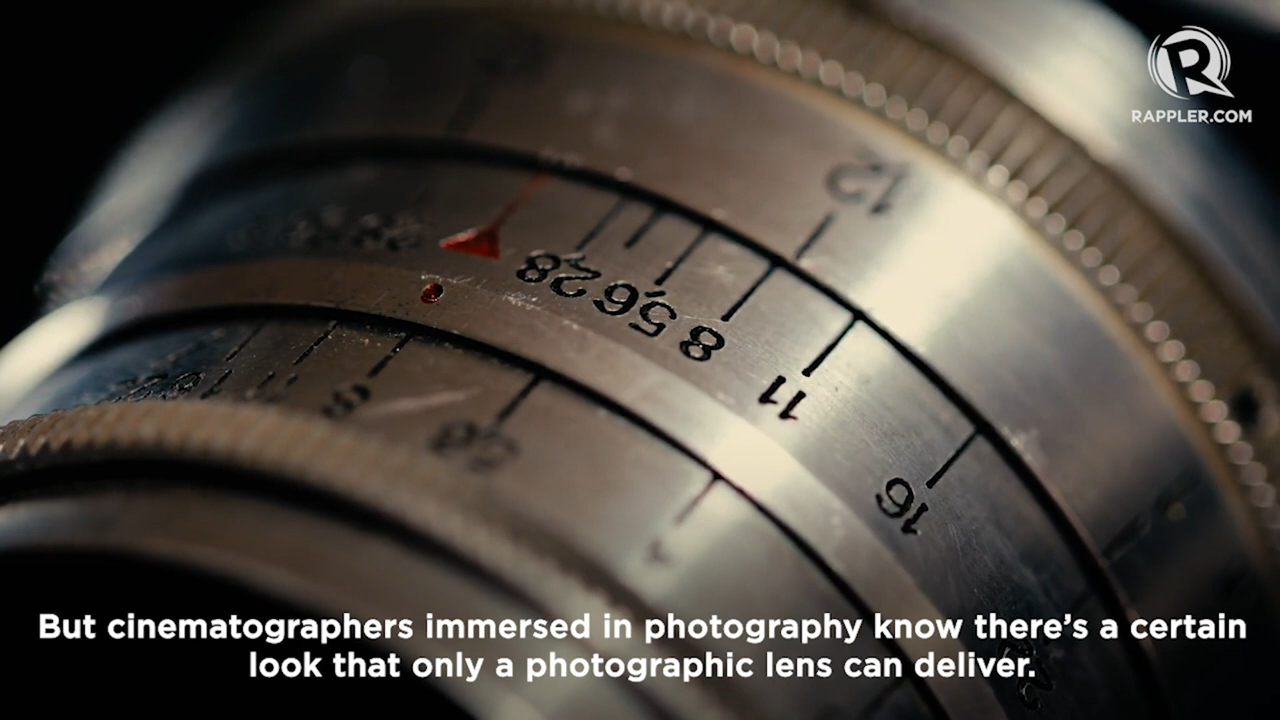 RAPPLER.COM
12
2,8 5,6 8 11 16
But cinematographers immersed in photography know there's a certain
look that only a photographic lens can deliver.